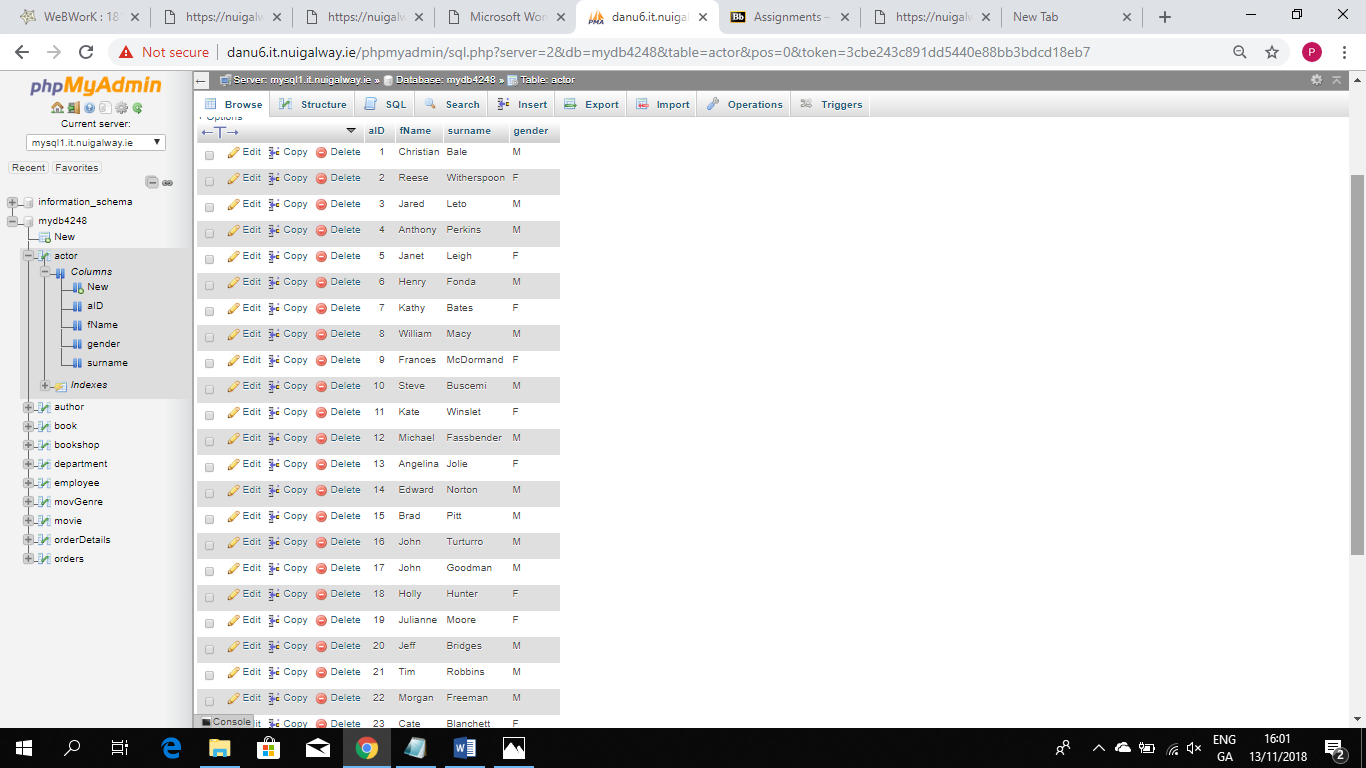 WeBWorK : 181
https://nuigalw
https://nuigalw
Microsoft Wor
danu6.it.nuigal
Assignments –
https://nuigalw
New Tab
Not secure
danu6.it.nuigalway.ie/phpmyadmin/sql.php?server=2&db=mydb4248&table=actor&pos=0&token=3cbe243c891dd5440e88bb3bdcd18eb7
P
phpMyAdmin
Current server:
mysql1.it.nuigalway.ie
Recent Favorites
information_schema
mydb4248
New
actor
Columns
New
aID
fName
gender
surname
Indexes
author
book
bookshop
department
employee
movGenre
movie
orderDetails
orders
Server: mysql1.it.nuigalway.ie » Database: mydb4248 » Table: actor
Browse Structure SQL Search Insert Export Import Operations Triggers
+ Options
←T→ aID fName surname gender
Edit Copy Delete 1 Christian Bale M
Edit Copy Delete 2 Reese Witherspoon F
Edit Copy Delete 3 Jared Leto M
Edit Copy Delete 4 Anthony Perkins M
Edit Copy Delete 5 Janet Leigh F
Edit Copy Delete 6 Henry Fonda M
Edit Copy Delete 7 Kathy Bates F
Edit Copy Delete 8 William Macy M
Edit Copy Delete 9 Frances McDormand F
Edit Copy Delete 10 Steve Buscemi M
Edit Copy Delete 11 Kate Winslet F
Edit Copy Delete 12 Michael Fassbender M
Edit Copy Delete 13 Angelina Jolie F
Edit Copy Delete 14 Edward Norton M
Edit Copy Delete 15 Brad Pitt M
Edit Copy Delete 16 John Turturro M
Edit Copy Delete 17 John Goodman M
Edit Copy Delete 18 Holly Hunter F
Edit Copy Delete 19 Julianne Moore F
Edit Copy Delete 20 Jeff Bridges M
Edit Copy Delete 21 Tim Robbins M
Edit Copy Delete 22 Morgan Freeman M
Console Copy Delete 23 Cate Blanchett F
ENG
GA
16:01
13/11/2018
2